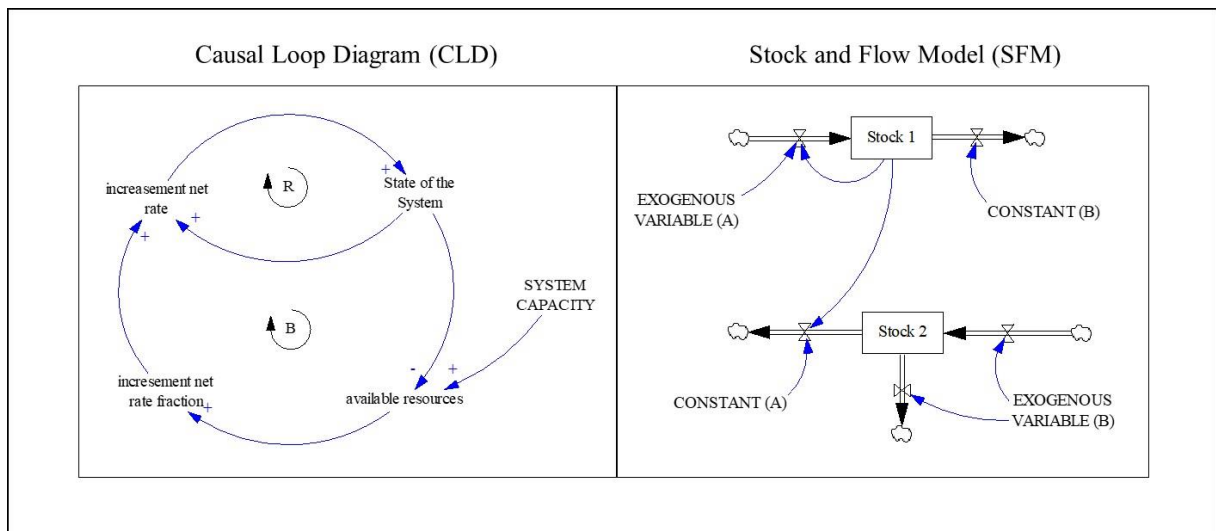 Causal Loop Diagram (CLD)
Stock and Flow Model (SFM)
R
+
State of the
System
increasement net
rate
+
+
B
SYSTEM
CAPACITY
-
+
incresement net
rate fraction
+
available resources
Stock 1
EXOGENOUS
VARIABLE (A)
CONSTANT (B)
Stock 2
CONSTANT (A)
EXOGENOUS
VARIABLE (B)